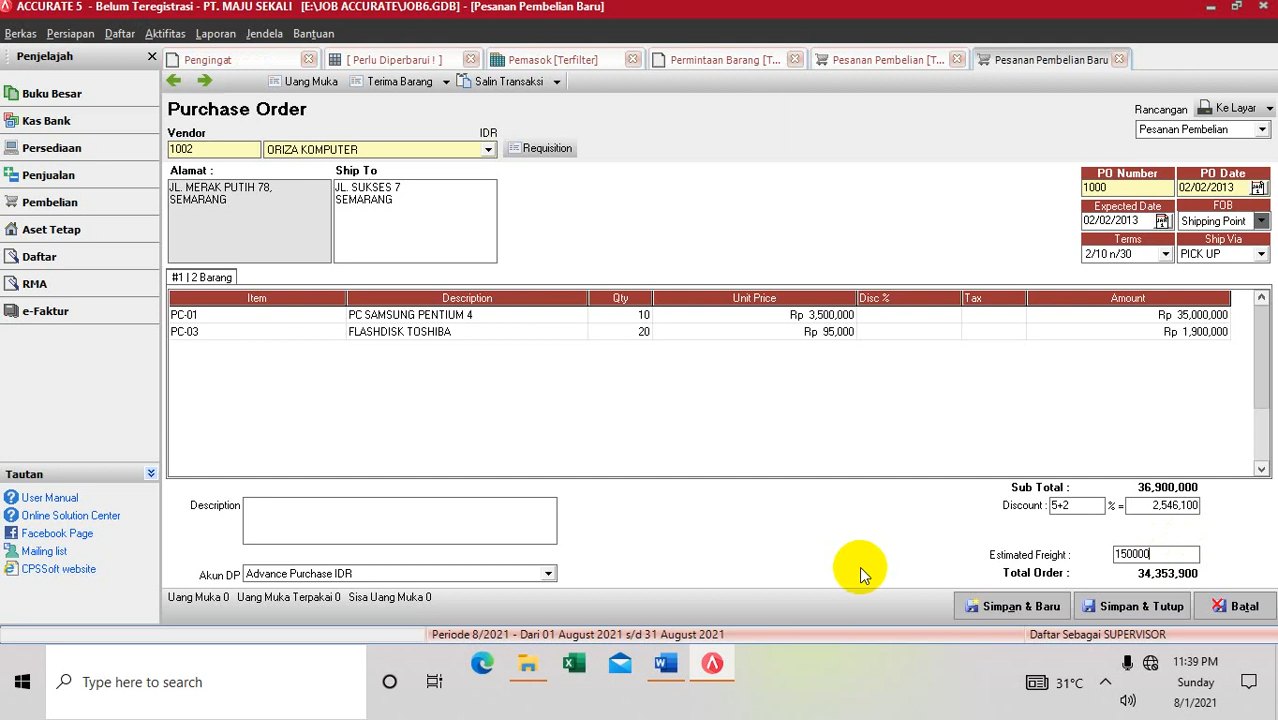 ACCURATE 5 - Belum Teregistrasi - PT. MAJU SEKALI [E:\JOB ACCURATE\JOB6.GDB] - [Pesanan Pembelian Baru]
Berkas Persiapan Daftar Aktifitas Laporan Jendela Bantuan
Penjelajah
Pengingat [ Perlu Diperbarui ! ] Pemasok [Terfilter] Permintaan Barang [T... Pesanan Pembelian [T... Pesanan Pembelian Baru
Uang Muka Terima Barang Salin Transaksi
Buku Besar
Kas Bank
Persediaan
Penjualan
Pembelian
Aset Tetap
Daftar
RMA
e-Faktur
Tautan
User Manual
Online Solution Center
Facebook Page
Mailing list
CPSSoft website
Purchase Order
Rancangan Ke Layar
Pesanan Pembelian
Vendor IDR
1002 ORIZA KOMPUTER Requisition
Alamat : Ship To
JL. MERAK PUTIH 78,
SEMARANG
JL. SUKSES 7
SEMARANG
PO Number PO Date
1000 02/02/2013
Expected Date FOB
02/02/2013 Shipping Point
Terms Ship Via
2/10 n/30 PICK UP
#1 | 2 Barang
Item Description Qty Unit Price Disc % Tax Amount
PC-01 PC SAMSUNG PENTIUM 4 10 Rp 3,500,000 Rp 35,000,000
PC-03 FLASHDISK TOSHIBA 20 Rp 95,000 Rp 1,900,000
Sub Total : 36,900,000
Description Discount : 5+2 % = 2,546,100
Estimated Freight : 150000
Akun DP Advance Purchase IDR Total Order : 34,353,900
Uang Muka 0 Uang Muka Terpakai 0 Sisa Uang Muka 0
Simpan & Baru Simpan & Tutup Batal
Periode 8/2021 - Dari 01 August 2021 s/d 31 August 2021 Daftar Sebagai SUPERVISOR
Type here to search
31°C
11:39 PM
Sunday
8/1/2021